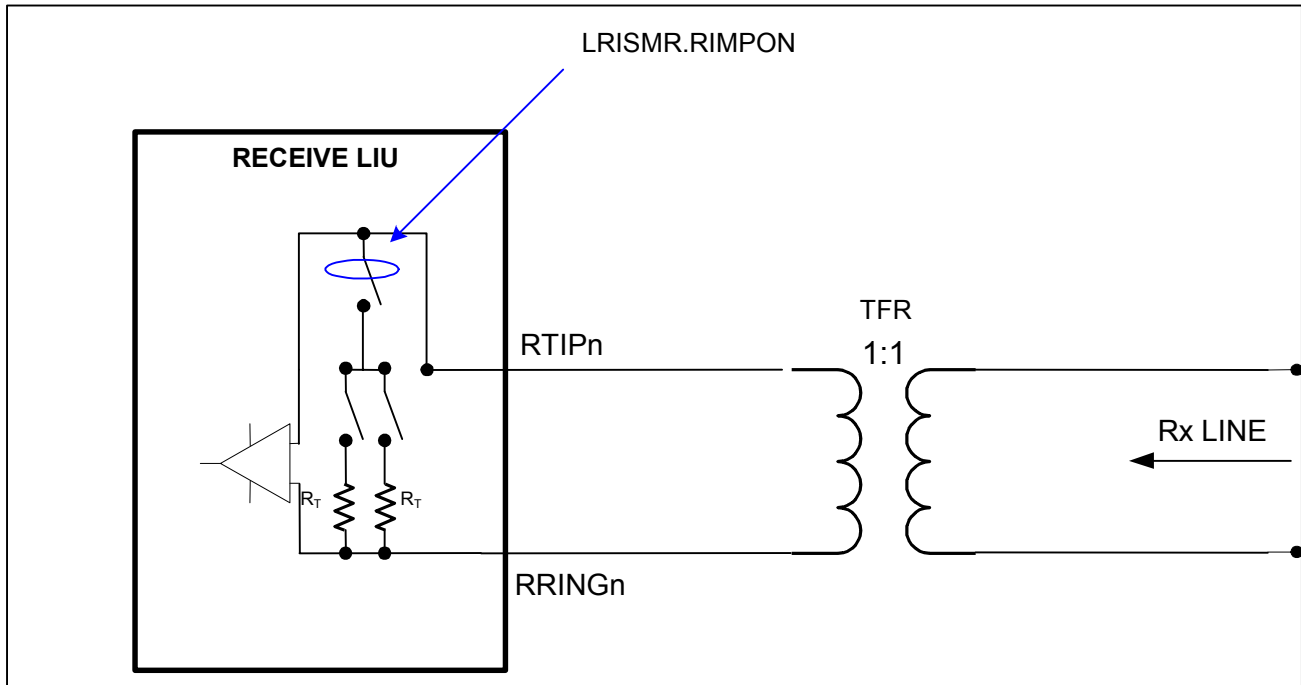 LRISMR.RIMPON
RECEIVE LIU
TFR
1:1
RTIPn
Rx LINE
RT
RT
RRINGn